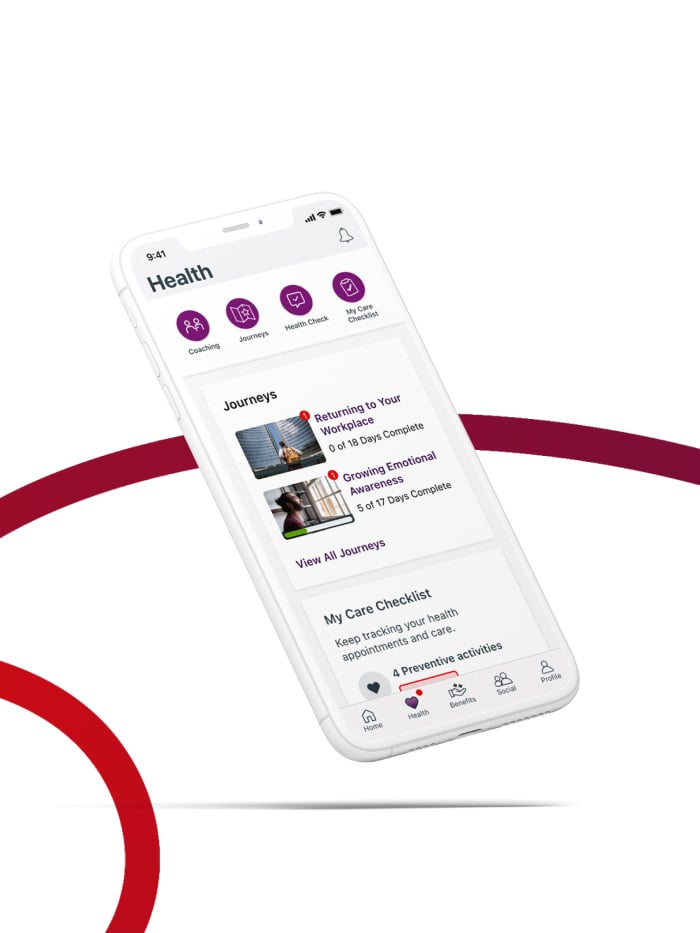 9:41
Health
Coaching
Journeys
Health Check
My Care
Checklist
Journeys
1
Returning to Your
Workplace
0 of 18 Days Complete
1
Growing Emotional
Awareness
5 of 17 Days Complete
View All Journeys
My Care Checklist
Keep tracking your health
appointments and care.
4 Preventive activities
Home
Health
Benefits
Social
Profile